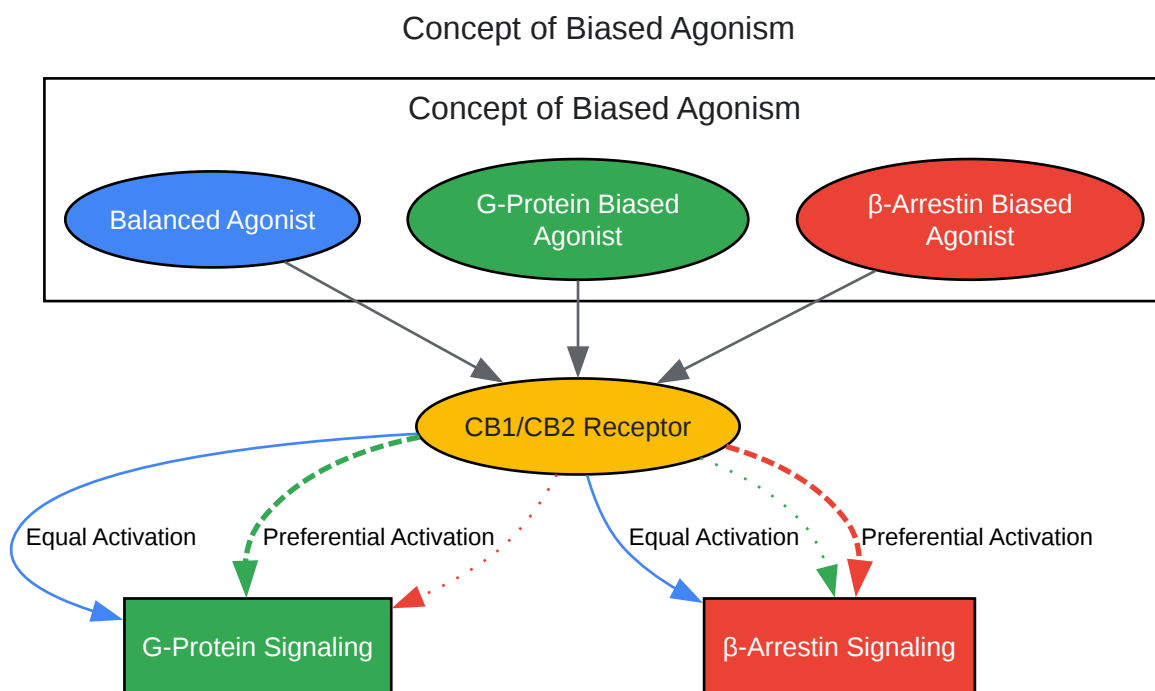 Concept of Biased Agonism
Concept of Biased Agonism
Balanced Agonist
G-Protein Biased
Agonist
β-Arrestin Biased
Agonist
CB1/CB2 Receptor
Equal Activation
Preferential Activation
Equal Activation
Preferential Activation
G-Protein Signaling
β-Arrestin Signaling